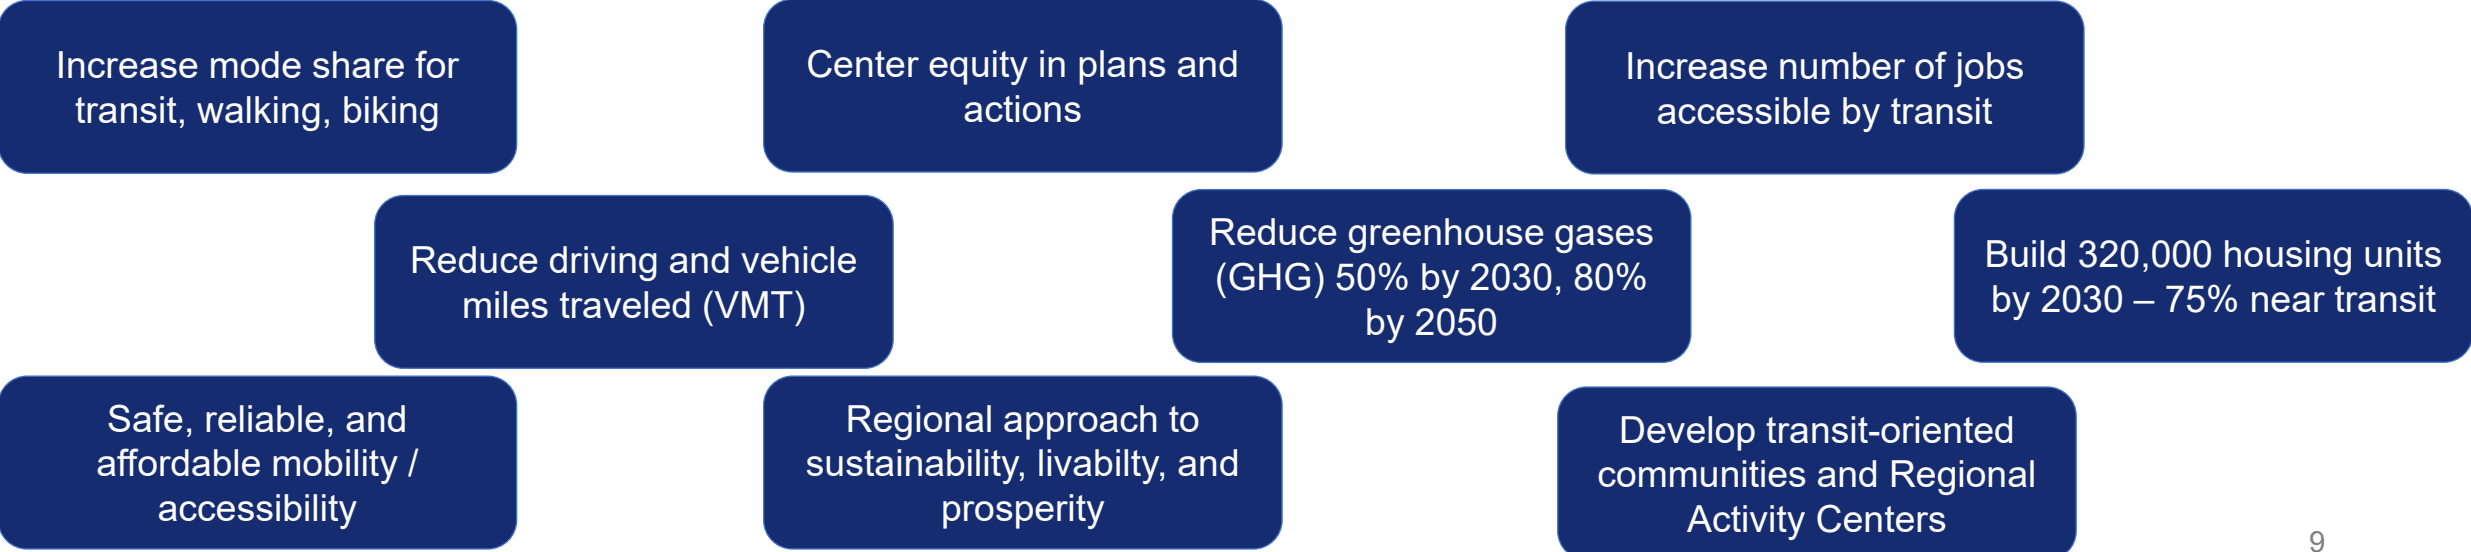 Increase mode share for
transit, walking, biking
Center equity in plans and
actions
Increase number of jobs
accessible by transit
Reduce driving and vehicle
miles traveled (VMT)
Reduce greenhouse gases
(GHG) 50% by 2030, 80%
by 2050
Build 320,000 housing units
by 2030 – 75% near transit
Safe, reliable, and
affordable mobility /
accessibility
Regional approach to
sustainability, livabilty, and
prosperity
Develop transit-oriented
communities and Regional
Activity Centers
9